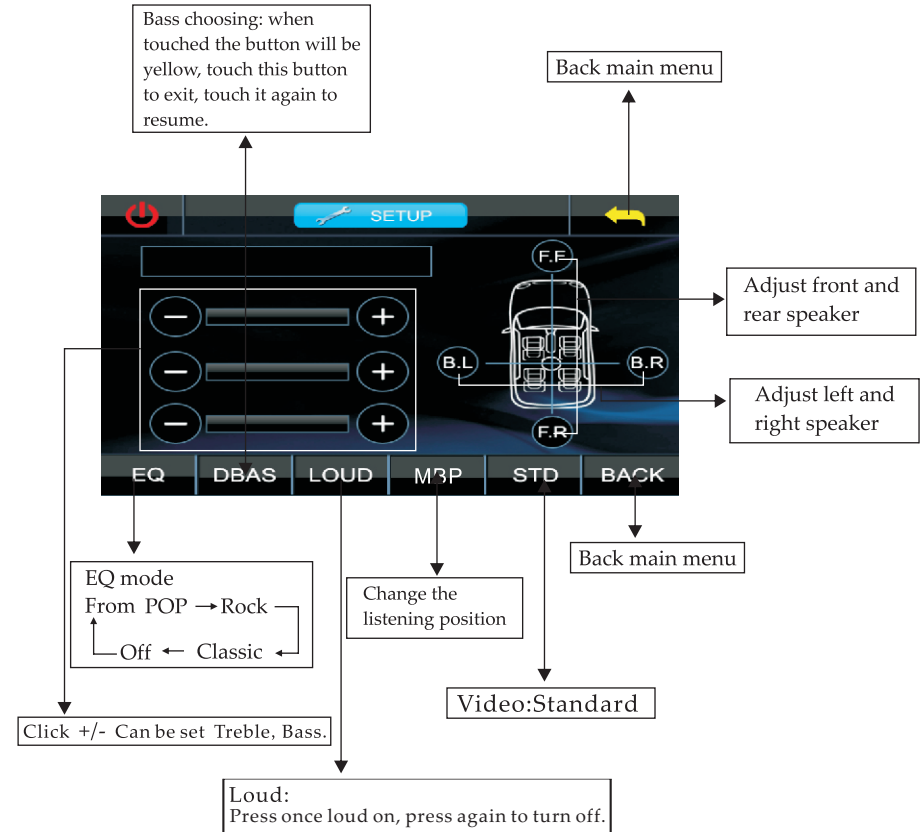 Bass choosing: when
touched the button will be
yellow, touch this button
to exit, touch it again to
resume.
Back main menu
SETUP
F.F
B.L
B.R
F.R
Adjust front and
rear speaker
Adjust left and
right speaker
EQ DBAS LOUD M3P STD BACK
Back main menu
EQ mode
From POP → Rock
Off ← Classic
Change the
listening position
Video:Standard
Click +/- Can be set Treble, Bass.
Loud:
Press once loud on, press again to turn off.